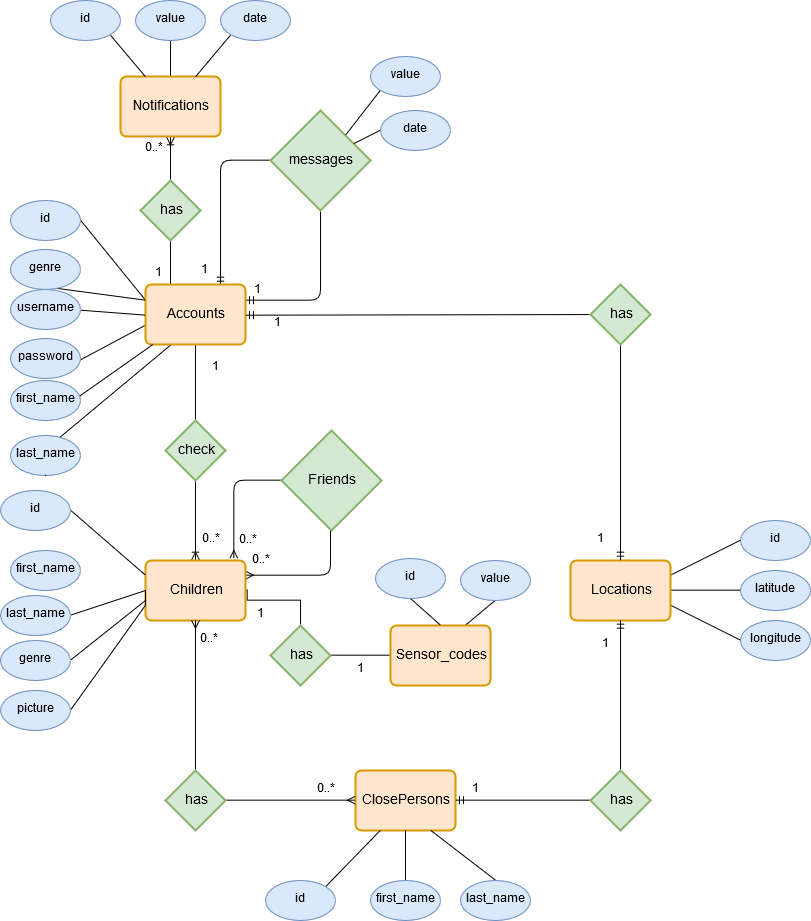 id
value
date
Notifications
0..*
value
date
messages
has
id
1
1
genre
1
username
Accounts
1
has
password
1
first_name
last_name
check
Friends
id
0..*
0..*
1
id
0..*
first_name
id
value
Children
Locations
latitude
last_name
1
0..*
1
longitude
genre
has
Sensor_codes
1
picture
0..*
1
has
ClosePersons
has
id
first_name
last_name